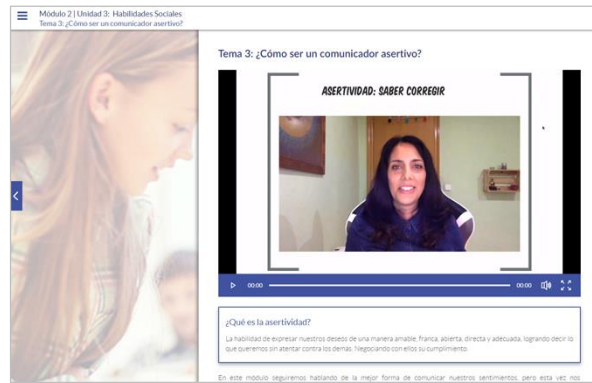 Módulo 2 | Unidad 3: Habilidades Sociales
Tema 3: ¿Cómo ser un comunicador asertivo?
Tema 3: ¿Cómo ser un comunicador asertivo?
ASERTIVIDAD: SABER CORREGIR
00:00
00:00
¿Qué es la asertividad?
La habilidad de expresar nuestros deseos de una manera amable, franca, abierta, directa y adecuada, logrando decir lo
que queremos sin atentar contra los demás. Negociando con ellos su cumplimiento.
En este módulo seguiremos hablando de la mejor forma de comunicar nuestros sentimientos, pero esta vez nos